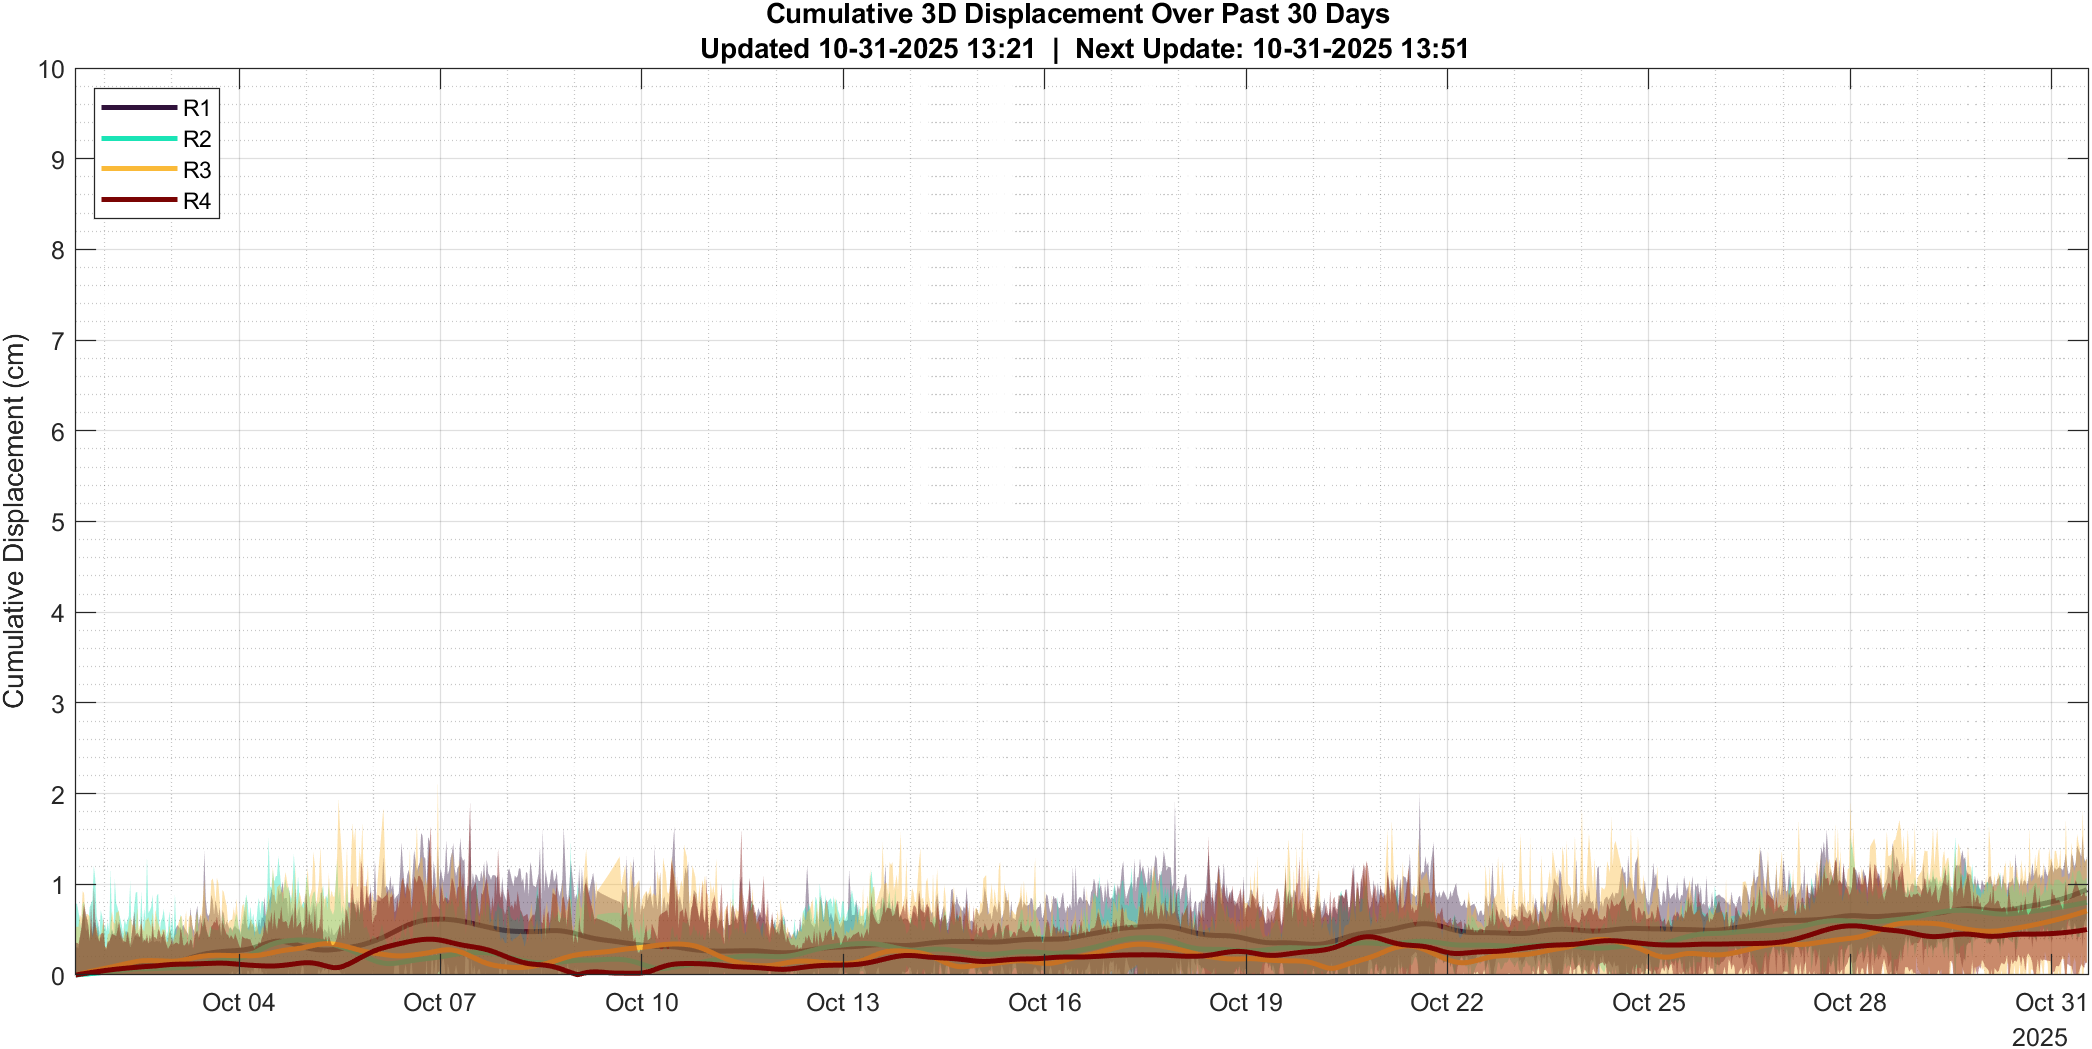 Cumulative 3D Displacement Over Past 30 Days
Updated 10-31-2025 13:21 | Next Update: 10-31-2025 13:51
Cumulative Displacement (cm)
10
9
8
7
6
5
4
3
2
1
0
R1
R2
R3
R4
Oct 04 Oct 07 Oct 10 Oct 13 Oct 16 Oct 19 Oct 22 Oct 25 Oct 28 Oct 31
2025